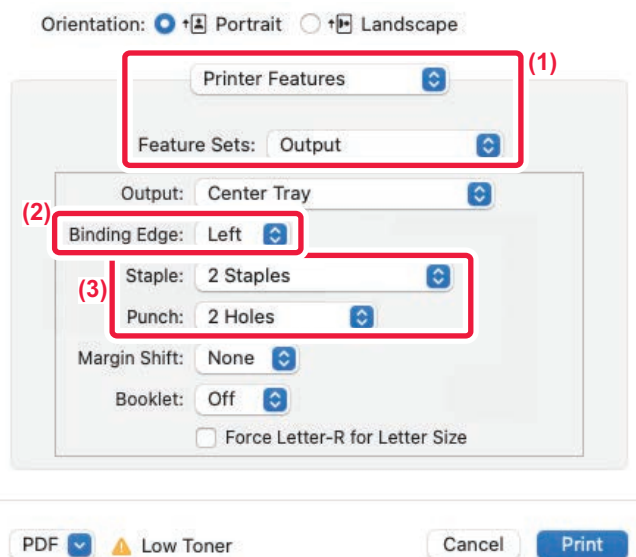 Orientation: Portrait Landscape
(1)
Printer Features
Feature Sets: Output
Output: Center Tray
(2)
Binding Edge: Left
(3)
Staple: 2 Staples
Punch: 2 Holes
Margin Shift: None
Booklet: Off
Force Letter-R for Letter Size
PDF Low Toner Cancel Print